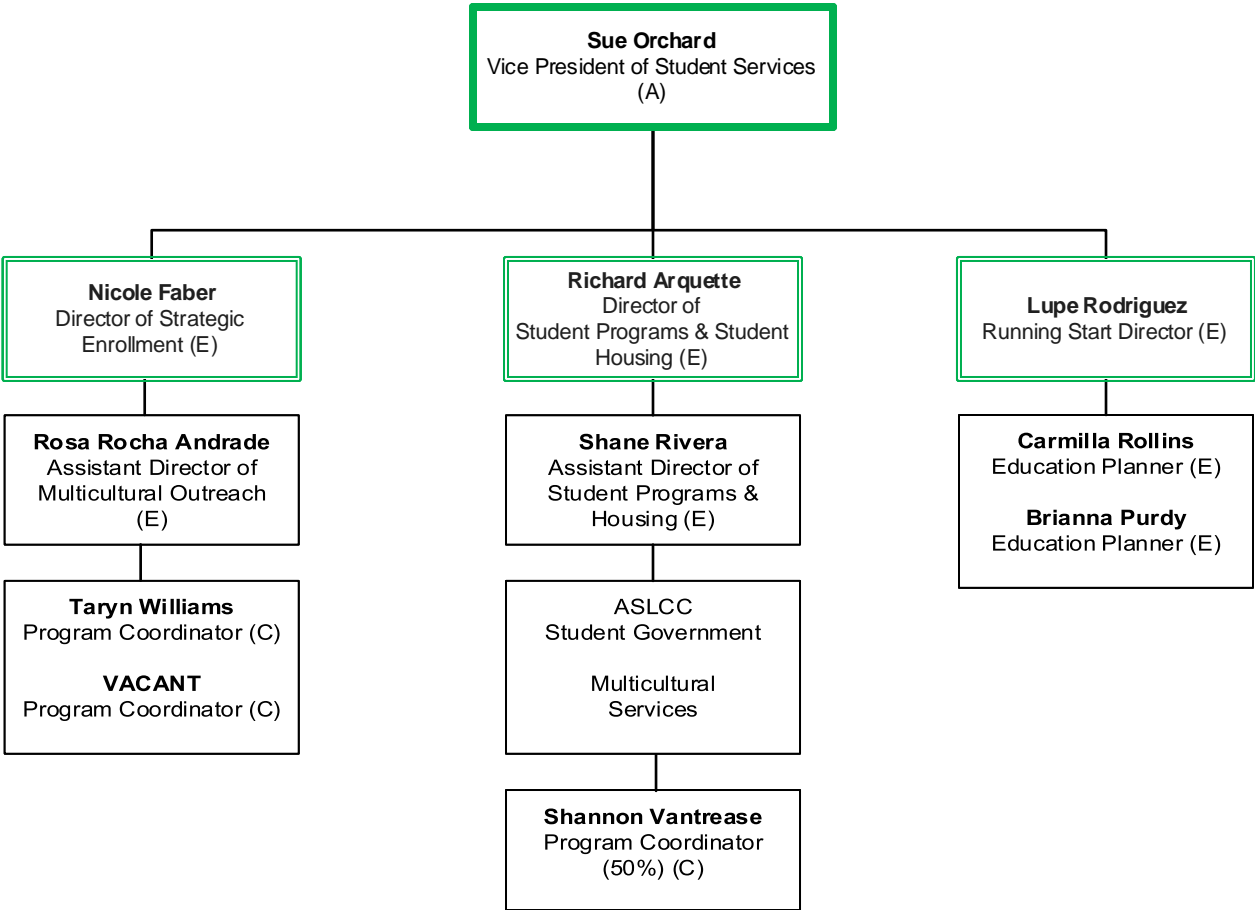 Sue Orchard
Vice President of Student Services
(A)
Nicole Faber
Director of Strategic
Enrollment (E)
Richard Arquette
Director of
Student Programs & Student
Housing (E)
Lupe Rodriguez
Running Start Director (E)
Rosa Rocha Andrade
Assistant Director of
Multicultural Outreach
(E)
Shane Rivera
Assistant Director of
Student Programs &
Housing (E)
Carmilla Rollins
Education Planner (E)
Brianna Purdy
Education Planner (E)
Taryn Williams
Program Coordinator (C)
VACANT
Program Coordinator (C)
ASLCC
Student Government
Multicultural
Services
Shannon Vantrease
Program Coordinator
(50%) (C)